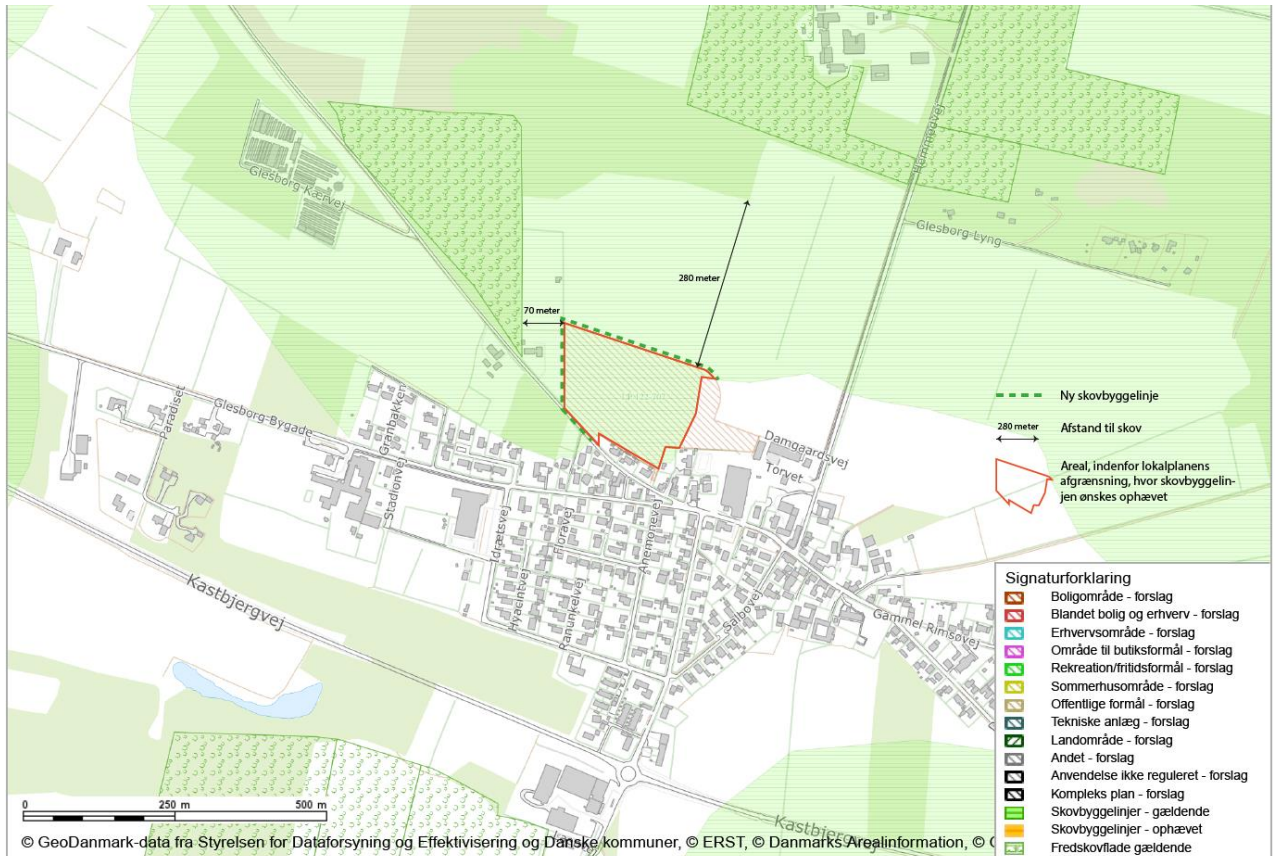 Hemmedvej
Glesborg-Kærvej
Glesborg-Lyng
280 meter
70 meter
Paradiset
Glesborg-Bygade
Granbakken
Stadionvej
Idrætsvej
Hyacintvej
Floravej
Ranunkelvej
Anemonevej
Damgaardsvej
Torvet
Salbovej
Gammel-Rimsøvej
Kastbjergvej
Kastbjergvej
Ny skovbyggelinje
280 meter
Afstand til skov
Areal, indenfor lokalplanens
afgrænsning, hvor skovbyggelin-
jen ønskes ophævet
Signaturforklaring
Boligområde - forslag
Blandet bolig og erhverv - forslag
Erhvervsområde - forslag
Område til butiksformål - forslag
Rekreation/fritidsformål - forslag
Sommerhusområde - forslag
Offentlige formål - forslag
Tekniske anlæg - forslag
Landområde - forslag
Andet - forslag
Anvendelse ikke reguleret - forslag
Kompleks plan - forslag
Skovbyggelinjer - gældende
Skovbyggelinjer - ophævet
Fredskovflade gældende
0 250 m 500 m
© GeoDanmark-data fra Styrelsen for Dataforsyning og Effektivisering og Danske kommuner, © ERST, © Danmarks Arealinformation, ©